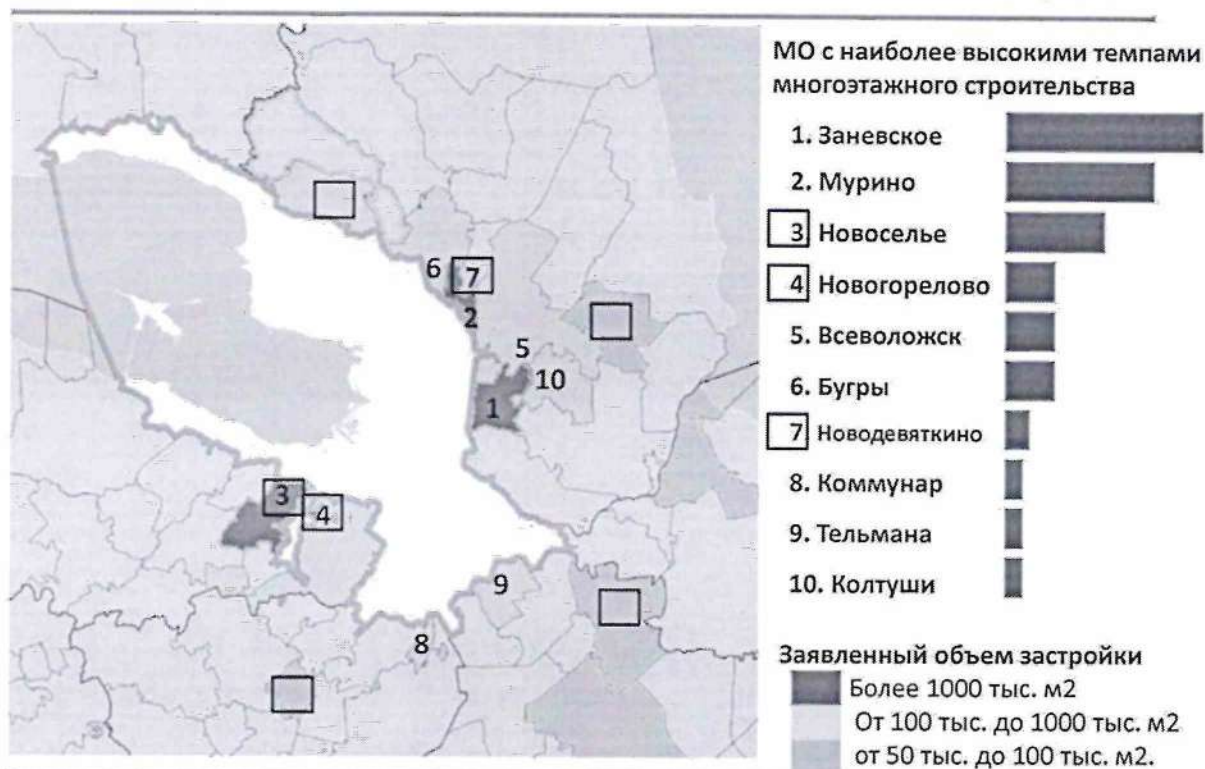 МО с наиболее высокими темпами
многоэтажного строительства
1. Заневское
2. Мурино
3 Новоселье
4 Новогорелово
5. Всеволожск
6. Бугры
7 Новодевяткино
8. Коммунар
9. Тельмана
10. Колтуши
6
7
2
5
10
1
3
4
9
8
Заявленный объем застройки
Более 1000 тыс. м2
От 100 тыс. до 1000 тыс. м2
от 50 тыс. до 100 тыс. м2.